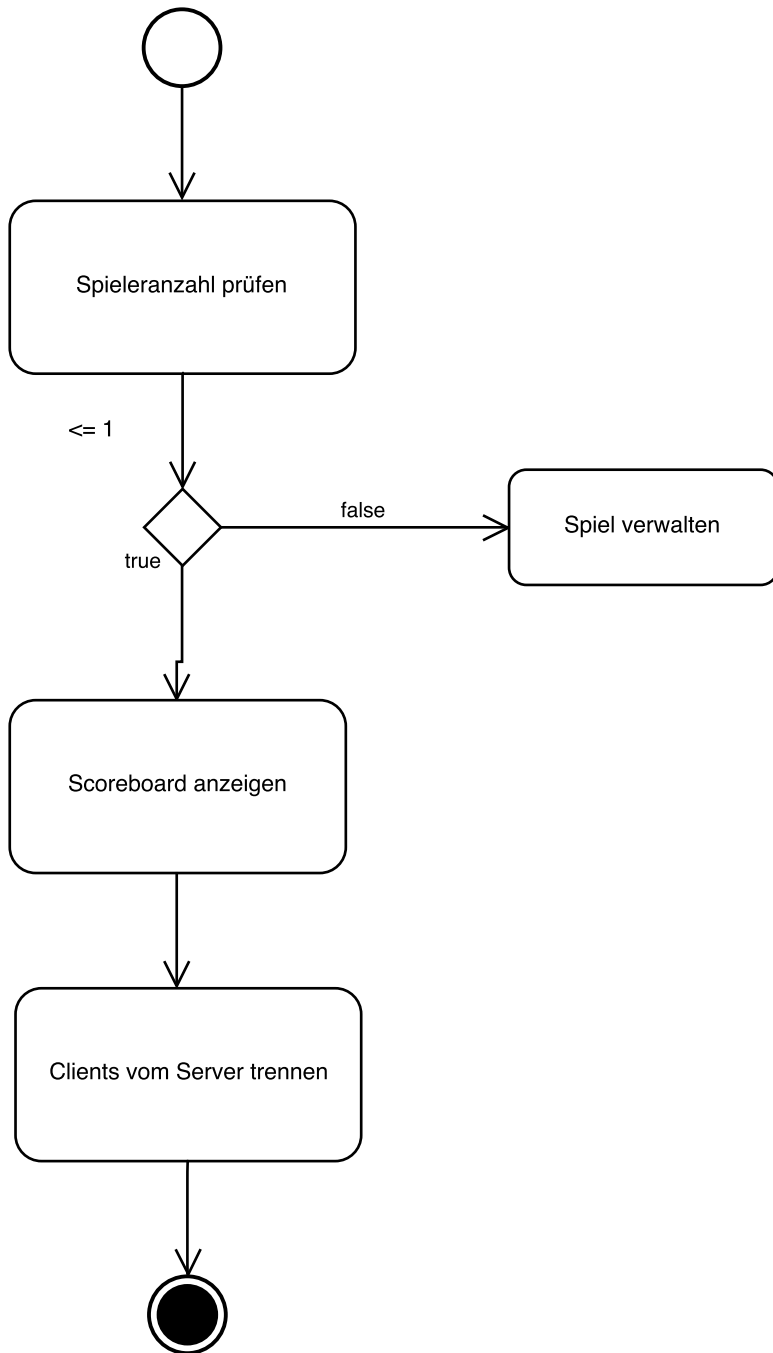 Spieleranzahl prüfen
<= 1
false
Spiel verwalten
true
Scoreboard anzeigen
Clients vom Server trennen